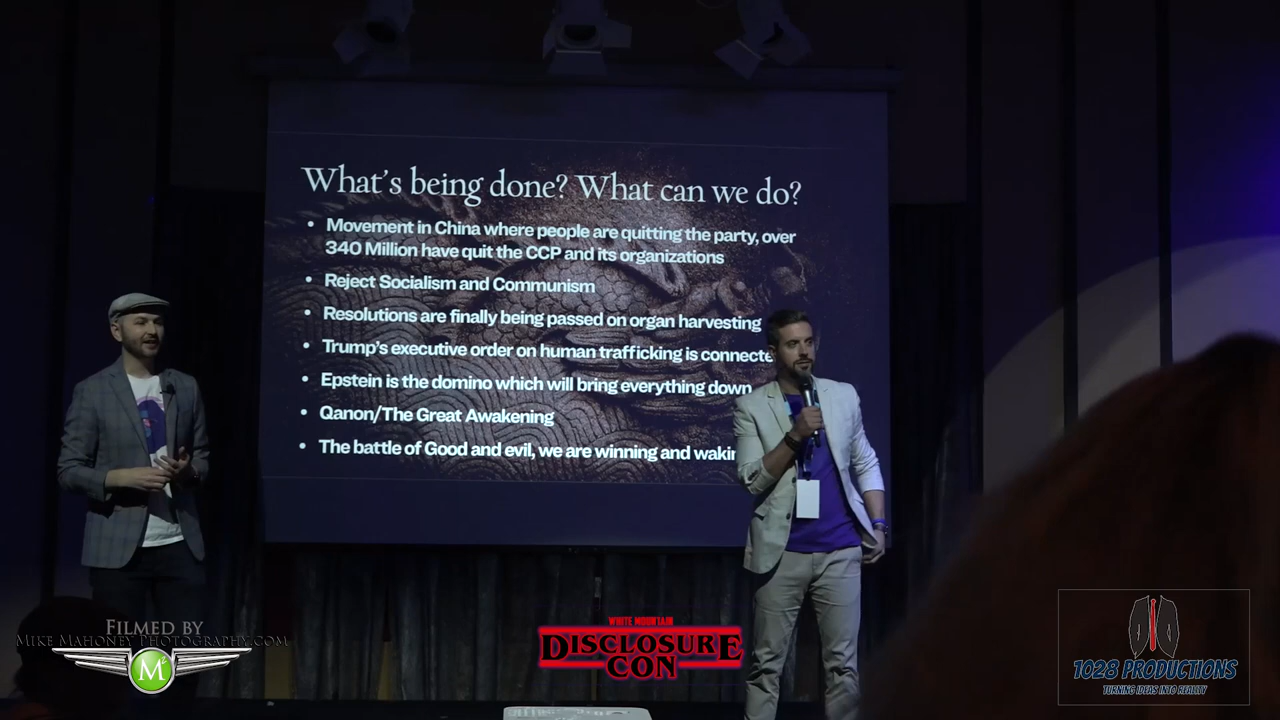 What's being done? What can we do?
• Movement in China where people are quitting the party, over
340 Million have quit the CCP and its organizations
• Reject Socialism and Communism
• Resolutions are finally being passed on organ harvesting
• Trump's executive order on human trafficking is connecte
• Epstein is the domino which will bring everything down
• Qanon/The Great Awakening
• The battle of Good and evil, we are winning and wakin
FILMED BY
MIKE MAHONEY PHOTOGRAPHY.COM
M²
WHITE MOUNTAIN
DISCLOSURE
CON
1028 PRODUCTIONS
TURNING IDEAS INTO REALITY